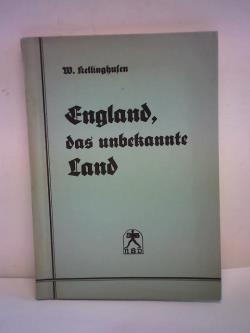 W. Kellinghusen
England,
das unbekannte
Land